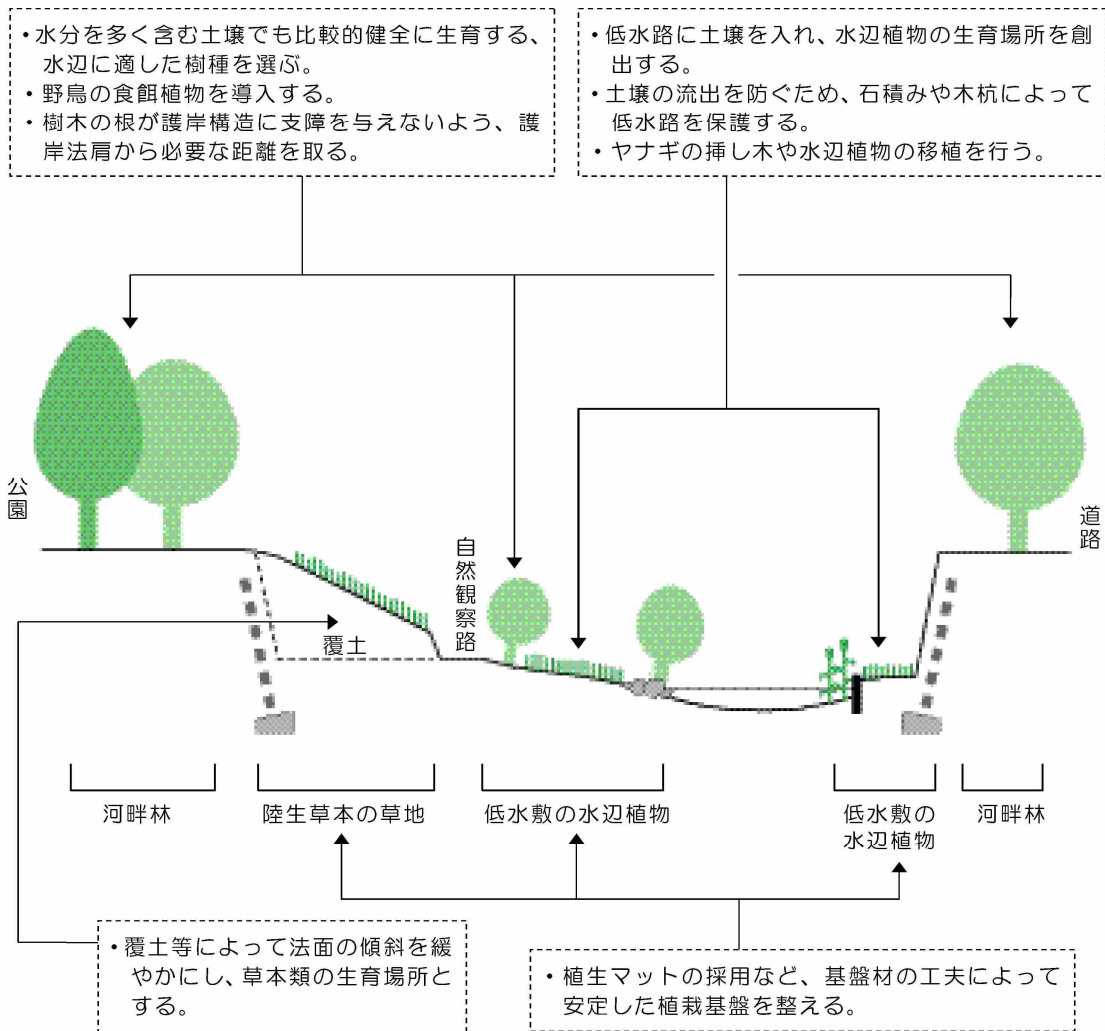 ・水分を多く含む土壌でも比較的健全に生育する、
水辺に適した樹種を選ぶ。
・野鳥の食餌植物を導入する。
・樹木の根が護岸構造に支障を与えないよう、護
岸法肩から必要な距離を取る。
・低水路に土壌を入れ、水辺植物の生育場所を創
出する。
・土壌の流出を防ぐため、石積みや木杭によって
低水路を保護する。
・ヤナギの挿し木や水辺植物の移植を行う。
公園
自然観察路
道路
覆土
河畔林
陸生草本の草地
低水敷の水辺植物
低水敷の
水辺植物
河畔林
・覆土等によって法面の傾斜を緩
やかにし、草本類の生育場所と
する。
・植生マットの採用など、基盤材の工夫によって
安定した植栽基盤を整える。